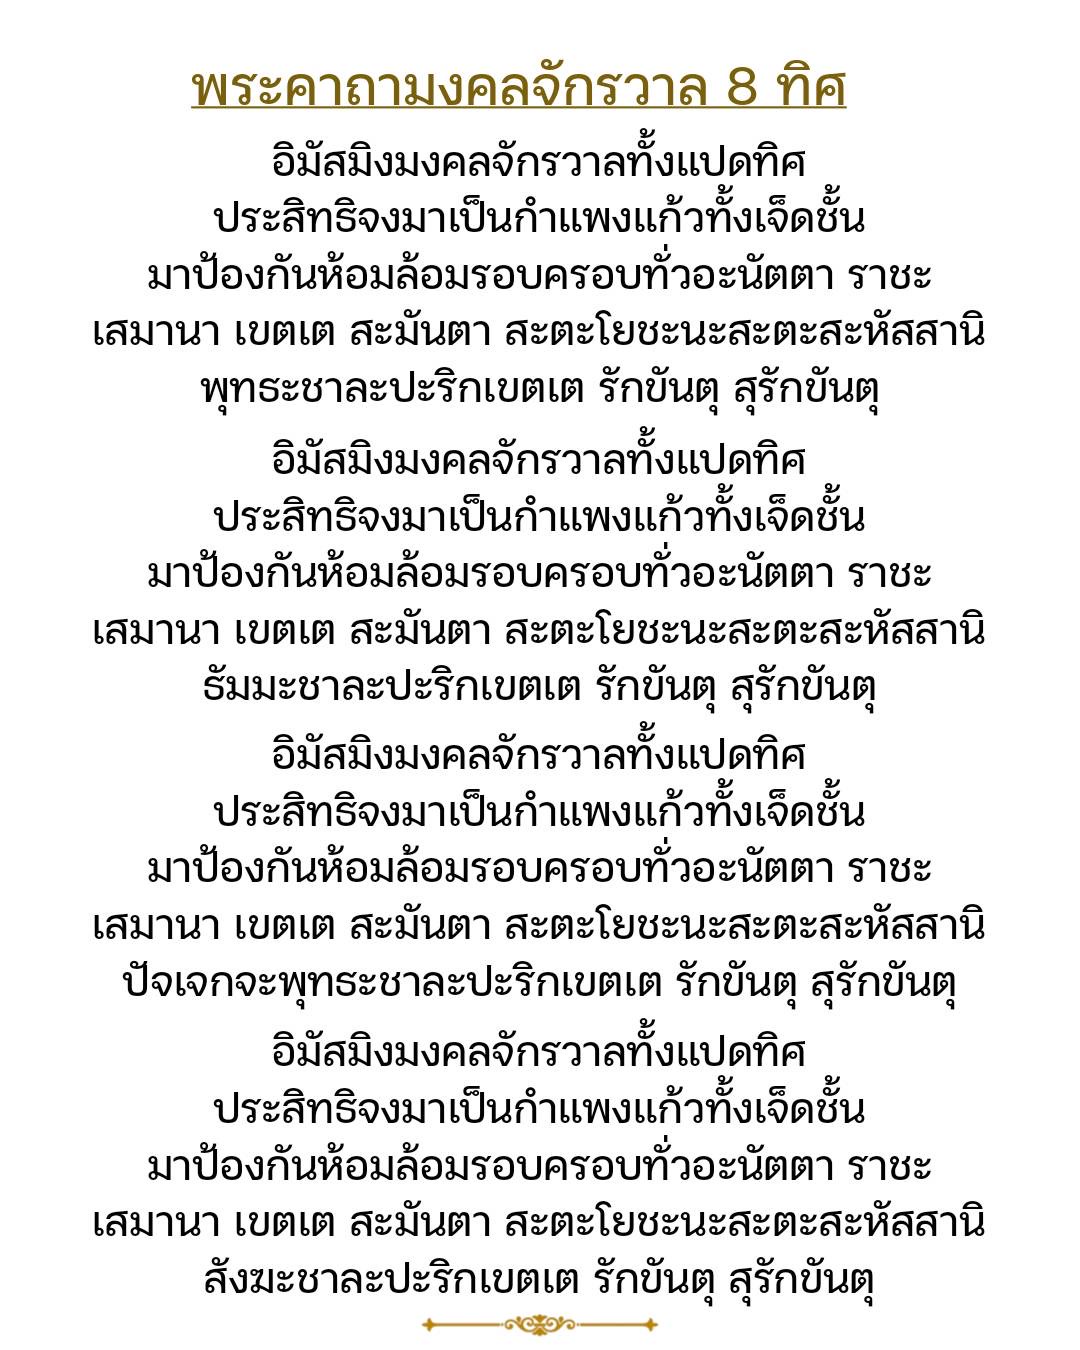 พระคาถามงคลจักรวาล 8 ทิศ
อิมัสมิงมงคลจักรวาลทั้งแปดทิศ
ประสิทธิจงมาเป็นกำแพงแก้วทั้งเจ็ดชั้น
มาป้องกันห้อมล้อมรอบครอบทั่วอะนัตตา ราชะ
เสมานา เขตเต สะมันตา สะตะโยชะนะสะตะสะหัสสานิ
พุทธะชาละปะริกเขตเต รักขันตุ สุรักขันตุ
อิมัสมิงมงคลจักรวาลทั้งแปดทิศ
ประสิทธิจงมาเป็นกำแพงแก้วทั้งเจ็ดชั้น
มาป้องกันห้อมล้อมรอบครอบทั่วอะนัตตา ราชะ
เสมานา เขตเต สะมันตา สะตะโยชะนะสะตะสะหัสสานิ
ธัมมะชาละปะริกเขตเต รักขันตุ สุรักขันตุ
อิมัสมิงมงคลจักรวาลทั้งแปดทิศ
ประสิทธิจงมาเป็นกำแพงแก้วทั้งเจ็ดชั้น
มาป้องกันห้อมล้อมรอบครอบทั่วอะนัตตา ราชะ
เสมานา เขตเต สะมันตา สะตะโยชะนะสะตะสะหัสสานิ
ปัจเจกจะพุทธะชาละปะริกเขตเต รักขันตุ สุรักขันตุ
อิมัสมิงมงคลจักรวาลทั้งแปดทิศ
ประสิทธิจงมาเป็นกำแพงแก้วทั้งเจ็ดชั้น
มาป้องกันห้อมล้อมรอบครอบทั่วอะนัตตา ราชะ
เสมานา เขตเต สะมันตา สะตะโยชะนะสะตะสะหัสสานิ
สังฆะชาละปะริกเขตเต รักขันตุ สุรักขันตุ